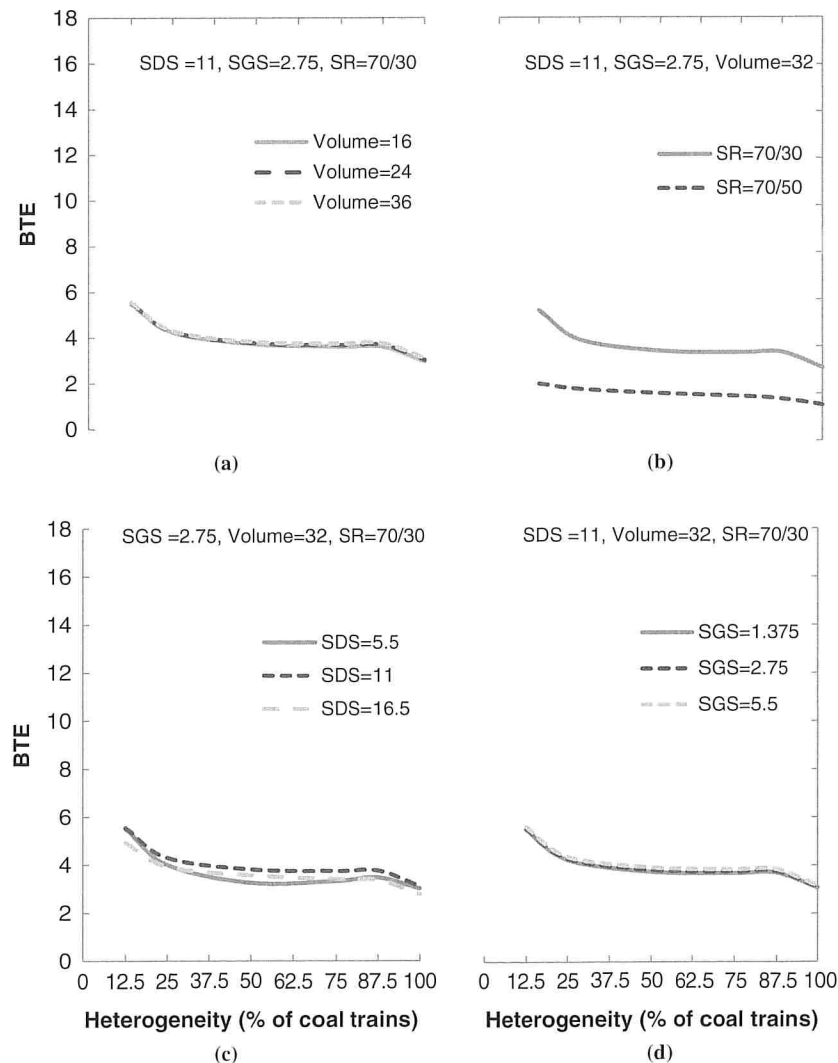 18
16
14
12
10
8
6
4
2
0
BTE
SDS =11, SGS=2.75, SR=70/30
Volume=16
Volume=24
Volume=36
(a)
SDS =11, SGS=2.75, Volume=32
SR=70/30
SR=70/50
(b)
18
16
14
12
10
8
6
4
2
0
BTE
SGS =2.75, Volume=32, SR=70/30
SDS=5.5
SDS=11
SDS=16.5
0 12.5 25 37.5 50 62.5 75 87.5 100
Heterogeneity (% of coal trains)
(c)
SDS =11, Volume=32, SR=70/30
SGS=1.375
SGS=2.75
SGS=5.5
0 12.5 25 37.5 50 62.5 75 87.5 100
Heterogeneity (% of coal trains)
(d)